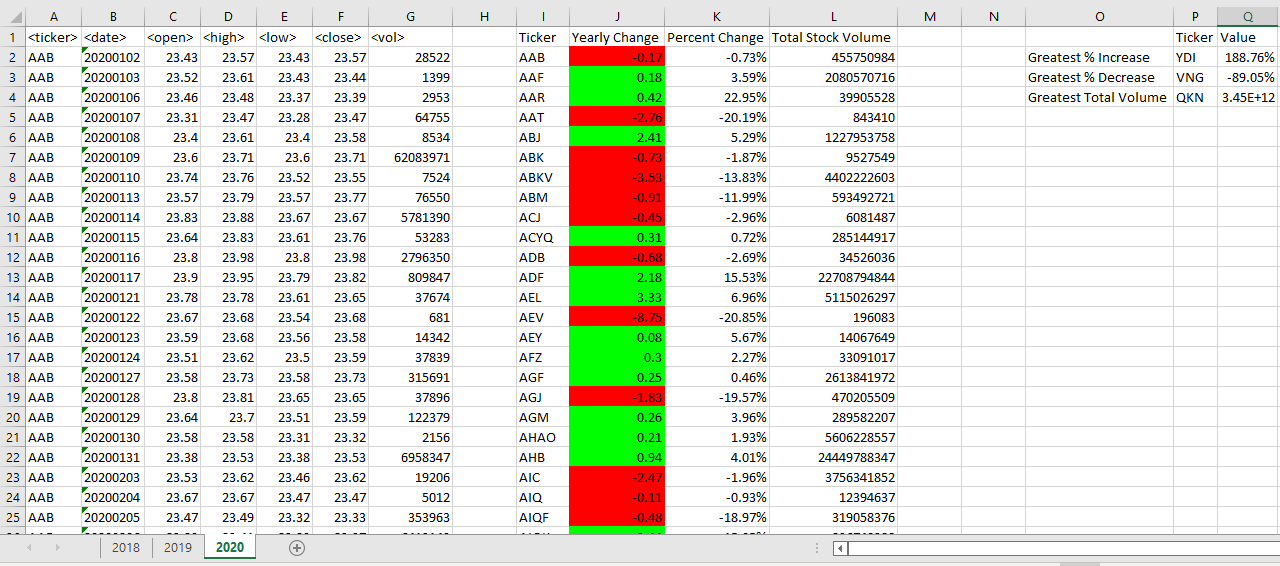 A B C D E F G H I J K L M N O P Q
1 <ticker> <date> <open> <high> <low> <close> <vol> Ticker Yearly Change Percent Change Total Stock Volume Ticker Value
2 AAB 20200102 23.43 23.57 23.43 23.57 28522 AAB -0.17 -0.73% 455750984 Greatest % Increase YDI 188.76%
3 AAB 20200103 23.52 23.61 23.43 23.44 1399 AAF 0.18 3.59% 2080570716 Greatest % Decrease VNG -89.05%
4 AAB 20200106 23.46 23.48 23.37 23.39 2953 AAR 0.42 22.95% 39905528 Greatest Total Volume QKN 3.45E+12
5 AAB 20200107 23.31 23.47 23.28 23.47 64755 AAT -2.76 -20.19% 843410
6 AAB 20200108 23.4 23.61 23.4 23.58 8534 ABJ 2.41 5.29% 1227953758
7 AAB 20200109 23.6 23.71 23.6 23.71 62083971 ABK -0.73 -1.87% 9527549
8 AAB 20200110 23.74 23.76 23.52 23.55 7524 ABKV -3.53 -13.83% 4402222603
9 AAB 20200113 23.57 23.79 23.57 23.77 76550 ABM -0.91 -11.99% 593492721
10 AAB 20200114 23.83 23.88 23.67 23.67 5781390 ACJ -0.45 -2.96% 6081487
11 AAB 20200115 23.64 23.83 23.61 23.76 53283 ACYQ 0.31 0.72% 285144917
12 AAB 20200116 23.8 23.98 23.8 23.98 2796350 ADB -0.68 -2.69% 34526036
13 AAB 20200117 23.9 23.95 23.79 23.82 809847 ADF 2.18 15.53% 22708794844
14 AAB 20200121 23.78 23.78 23.61 23.65 37674 AEL 3.33 6.96% 5115026297
15 AAB 20200122 23.67 23.68 23.54 23.68 681 AEV -8.75 -20.85% 196083
16 AAB 20200123 23.59 23.68 23.56 23.58 14342 AEY 0.08 5.67% 14067649
17 AAB 20200124 23.51 23.62 23.5 23.59 37839 AFZ 0.3 2.27% 33091017
18 AAB 20200127 23.58 23.73 23.58 23.73 315691 AGF 0.25 0.46% 2613841972
19 AAB 20200128 23.8 23.81 23.65 23.65 37896 AGJ -1.83 -19.57% 470205509
20 AAB 20200129 23.64 23.7 23.51 23.59 122379 AGM 0.26 3.96% 289582207
21 AAB 20200130 23.58 23.58 23.31 23.32 2156 AHAO 0.21 1.93% 5606228557
22 AAB 20200131 23.38 23.53 23.38 23.53 6958347 AHB 0.94 4.01% 24449788347
23 AAB 20200203 23.53 23.62 23.46 23.62 19206 AIC -2.47 -1.96% 3756341852
24 AAB 20200204 23.67 23.67 23.47 23.47 5012 AIQ -0.11 -0.93% 12394637
25 AAB 20200205 23.47 23.49 23.32 23.33 353963 AIQF -0.48 -18.97% 319058376
2018 2019 2020